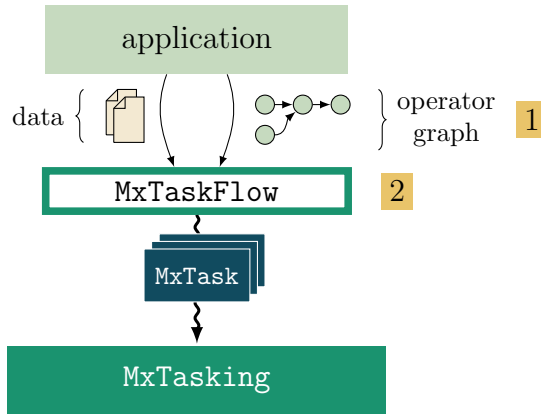 application
data
operator
graph
1
MxTaskFlow
2
MxTask
MxTasking